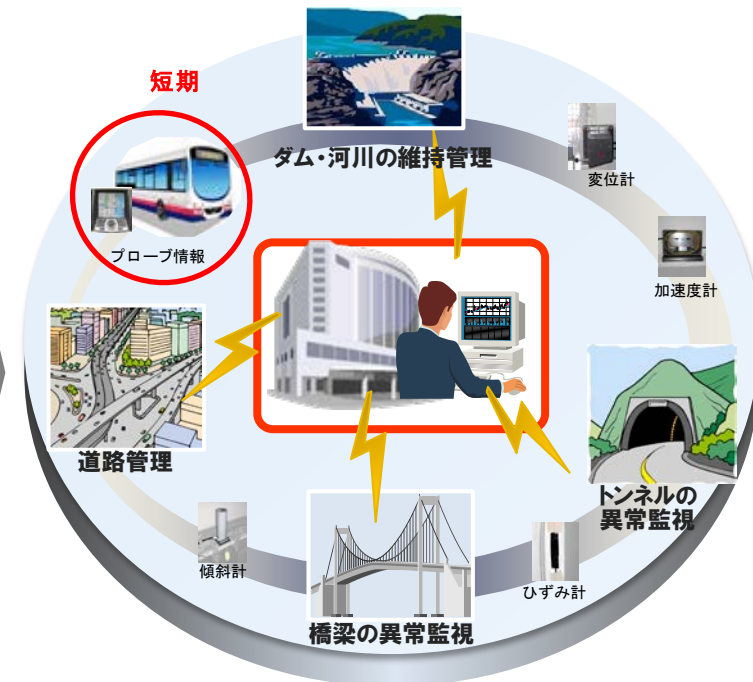 短期
ダム・河川の維持管理
変位計
プローブ情報
加速度計
道路管理
トンネルの
異常監視
傾斜計
ひずみ計
橋梁の異常監視